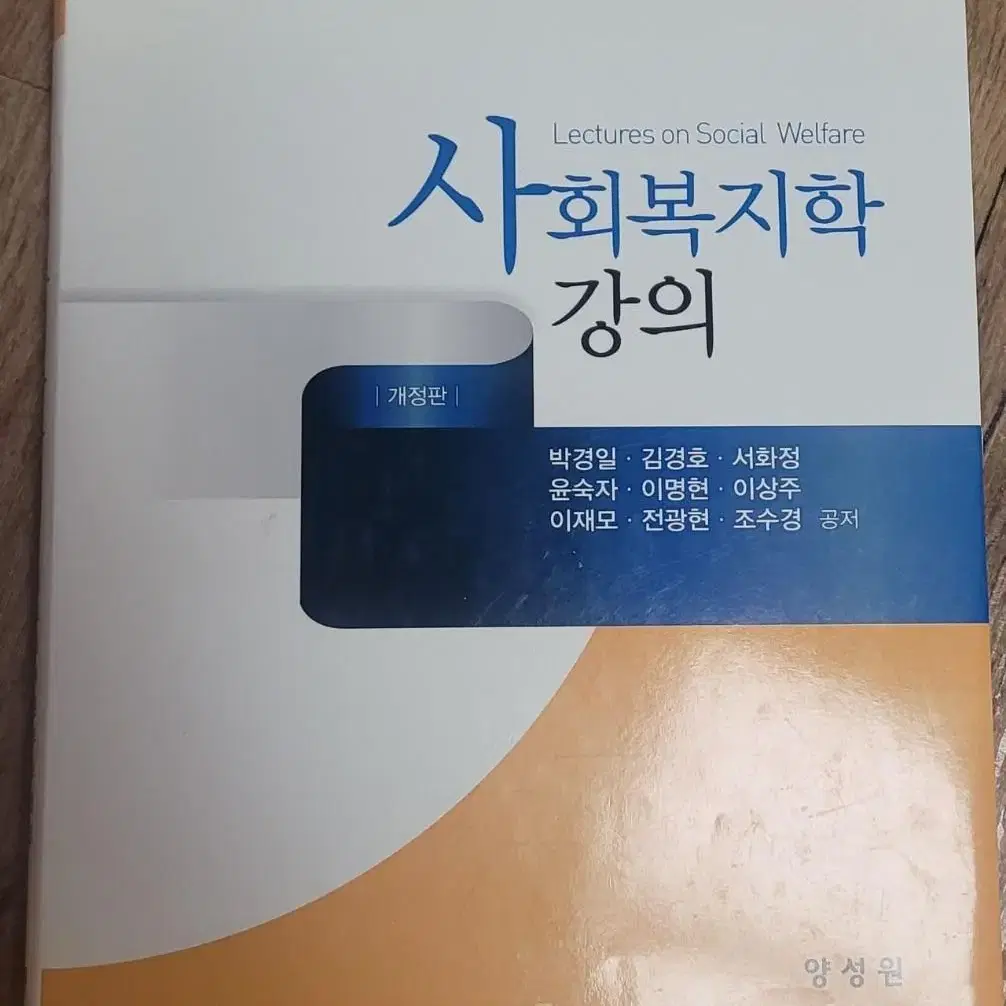 Lectures on Social Welfare
사회복지학
강의
| 개정판 |
박경일 · 김경호 · 서화정
윤숙자 · 이명현 · 이상주
이재모 · 전광현 · 조수경 공저
양성원